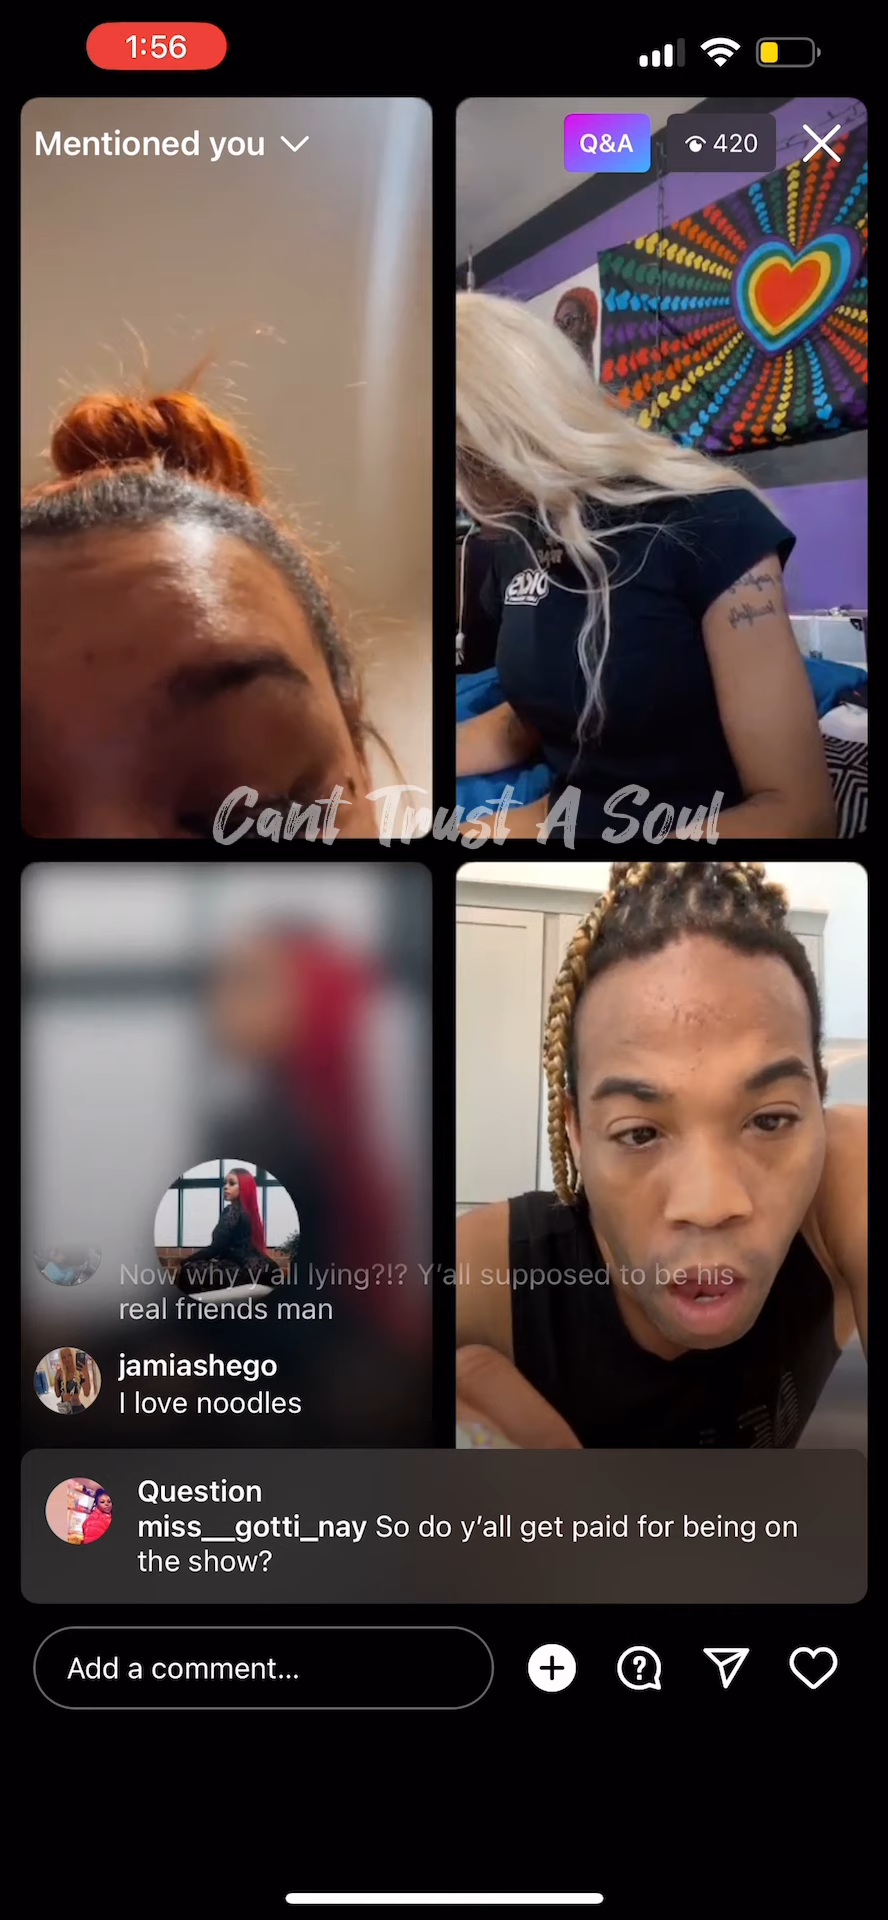 1:56
Mentioned you
Q&A
420
Cant Trust A Soul
Now why y'all lying?!? Y'all supposed to be his
real friends man
jamiashego
I love noodles
Question
miss__gotti_nay So do y'all get paid for being on
the show?
Add a comment...